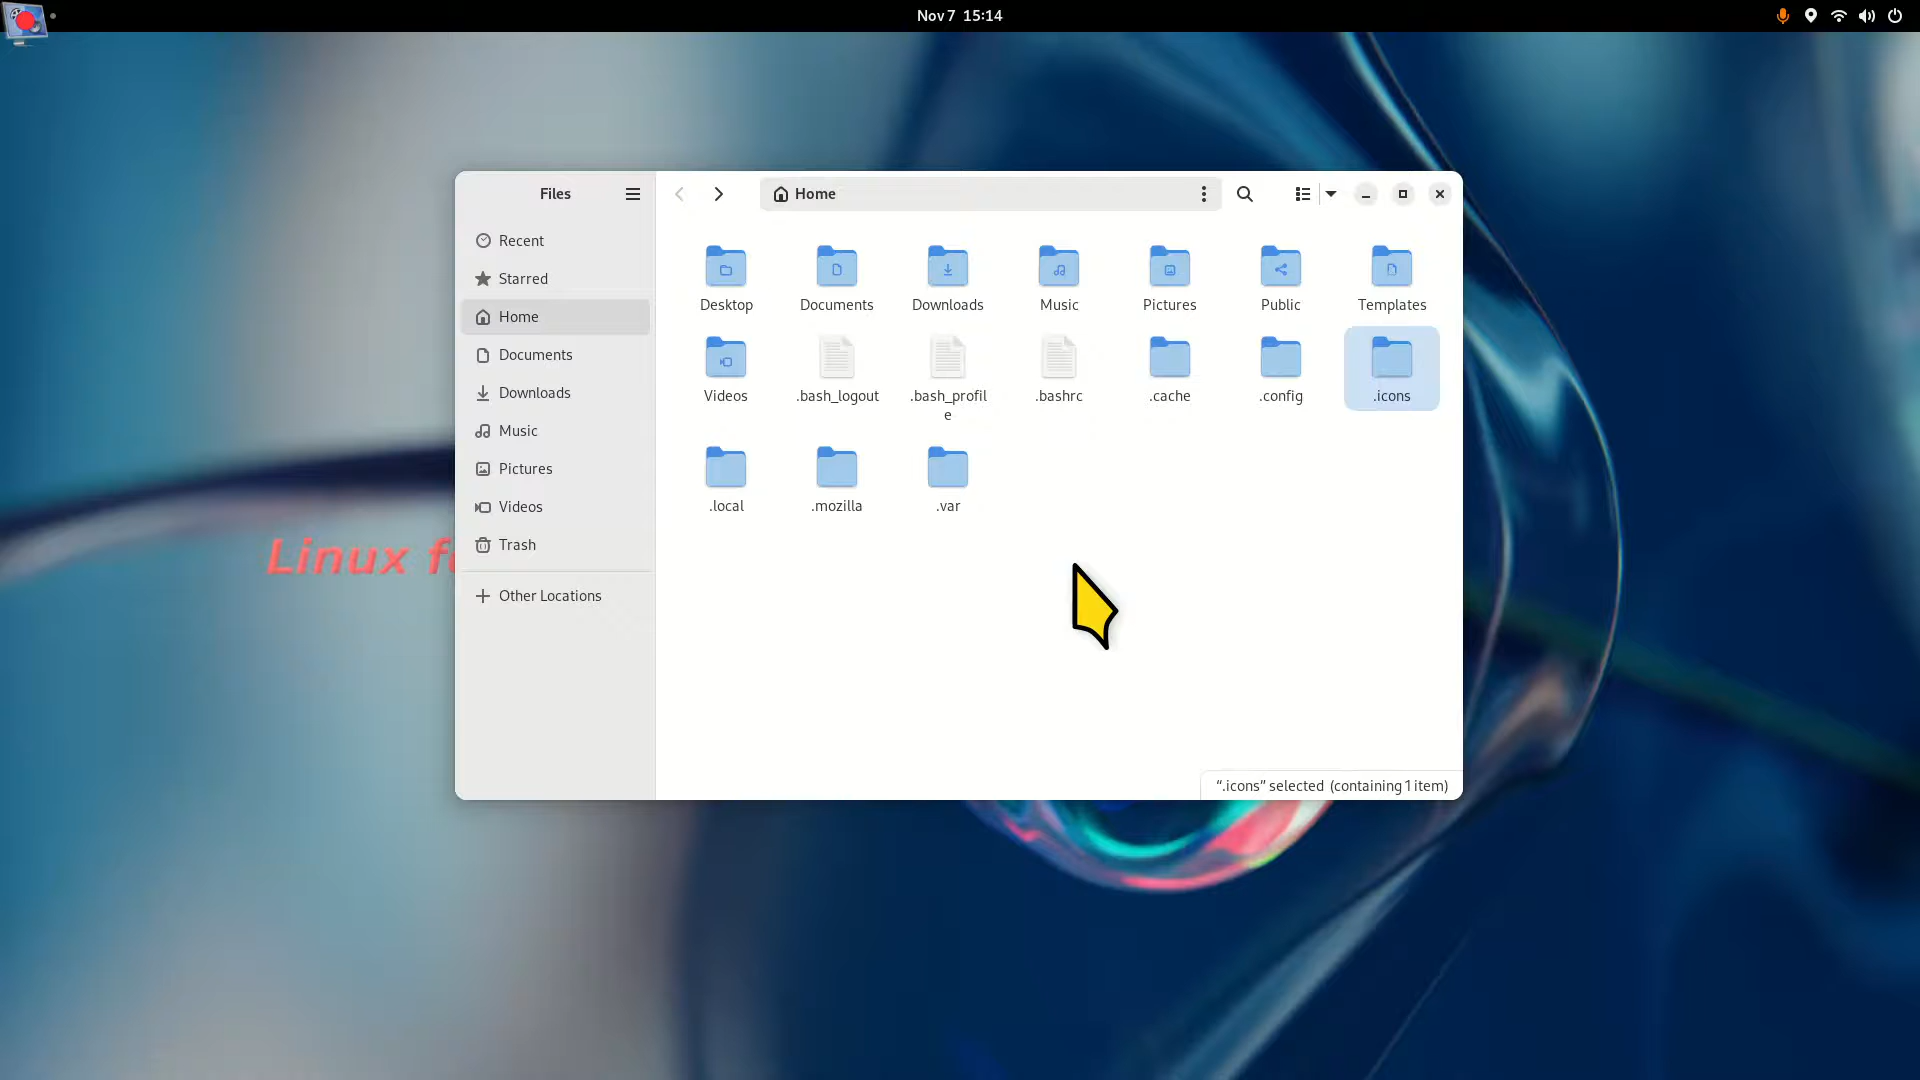 Nov 7 15:14
Files
Home
Recent
Starred
Home
Documents
Downloads
Music
Pictures
Videos
Trash
Other Locations
Desktop
Documents
Downloads
Music
Pictures
Public
Templates
Videos
.bash_logout
.bash_profil
e
.bashrc
.cache
.config
.icons
.local
.mozilla
.var
Linux
“.icons” selected (containing 1 item)